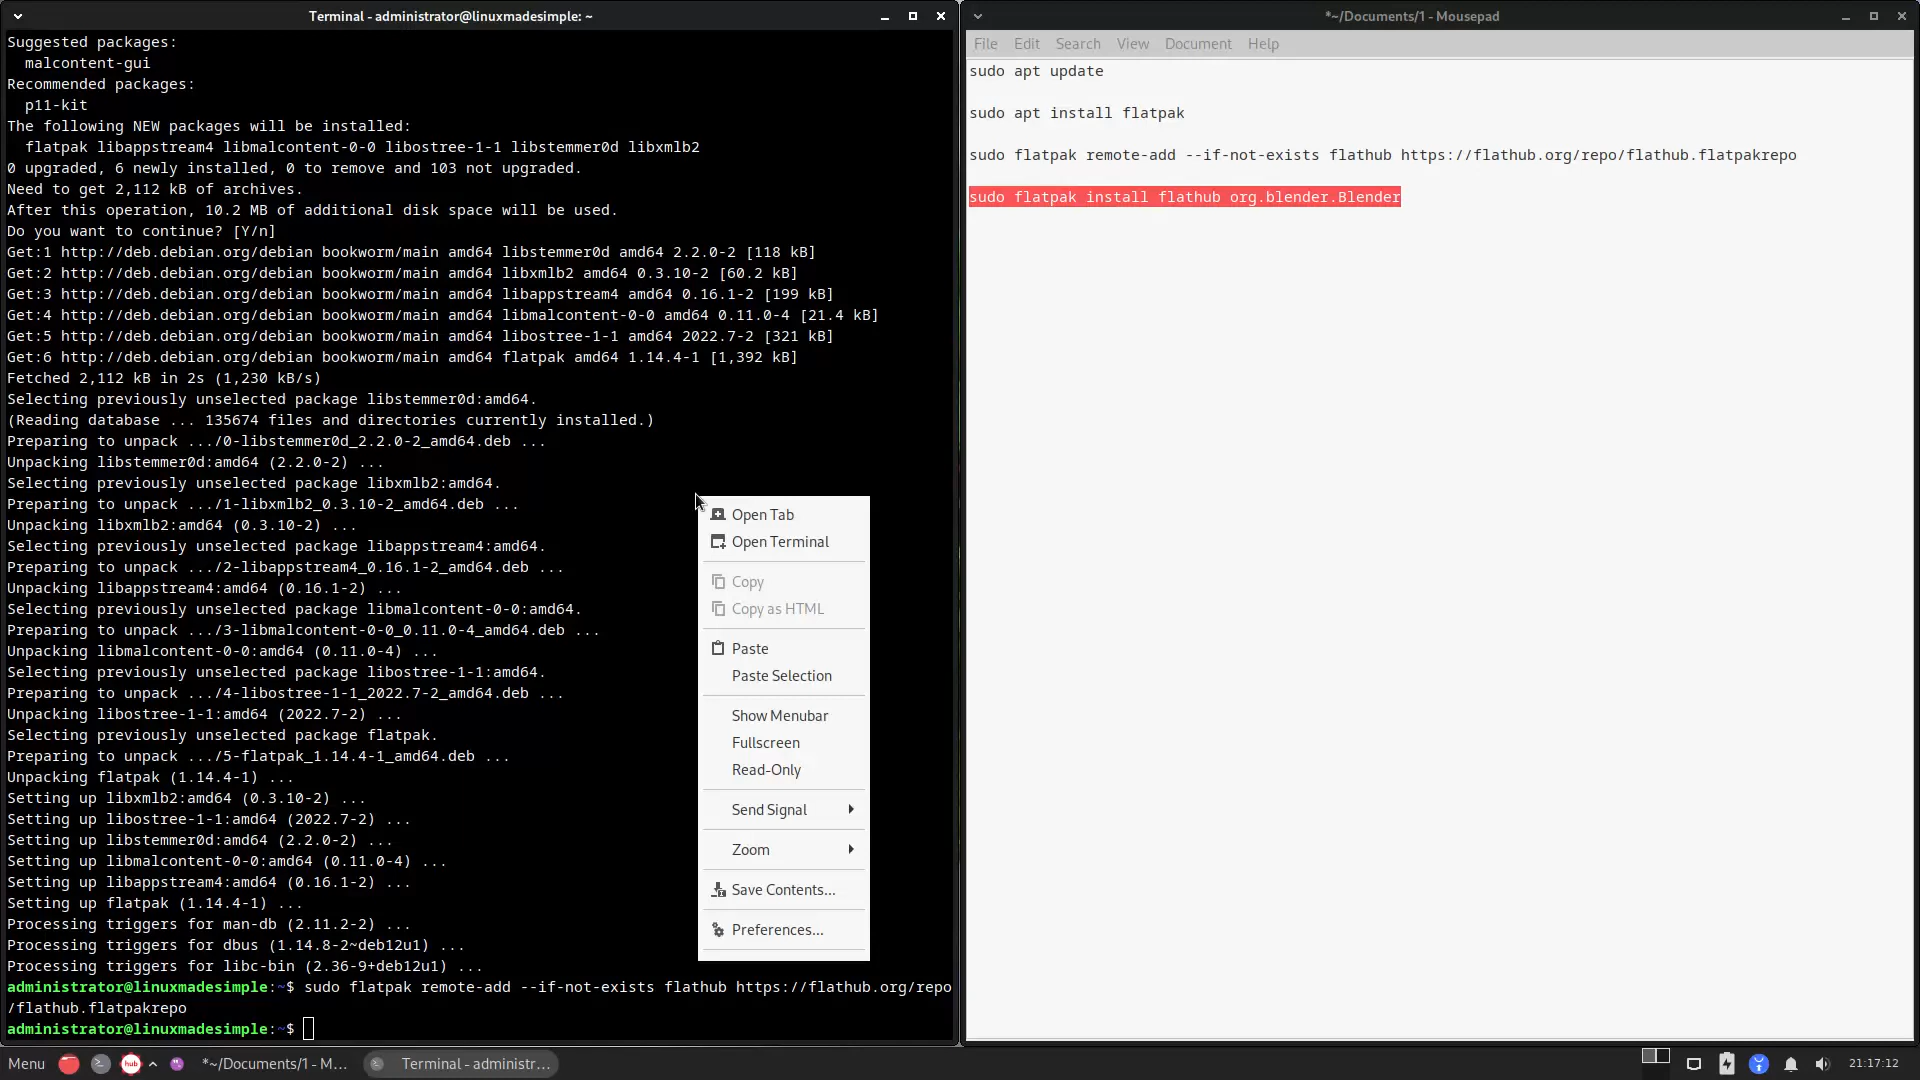 Terminal - administrator@linuxmadesimple: ~
Suggested packages:
malcontent-gui
Recommended packages:
p11-kit
The following NEW packages will be installed:
flatpak libappstream4 libmalcontent-0-0 libostree-1-1 libstemmer0d libxmlb2
0 upgraded, 6 newly installed, 0 to remove and 103 not upgraded.
Need to get 2,112 kB of archives.
After this operation, 10.2 MB of additional disk space will be used.
Do you want to continue? [Y/n]
Get:1 http://deb.debian.org/debian bookworm/main amd64 libstemmer0d amd64 2.2.0-2 [118 kB]
Get:2 http://deb.debian.org/debian bookworm/main amd64 libxmlb2 amd64 0.3.10-2 [60.2 kB]
Get:3 http://deb.debian.org/debian bookworm/main amd64 libappstream4 amd64 0.16.1-2 [199 kB]
Get:4 http://deb.debian.org/debian bookworm/main amd64 libmalcontent-0-0 amd64 0.11.0-4 [21.4 kB]
Get:5 http://deb.debian.org/debian bookworm/main amd64 libostree-1-1 amd64 2022.7-2 [321 kB]
Get:6 http://deb.debian.org/debian bookworm/main amd64 flatpak amd64 1.14.4-1 [1,392 kB]
Fetched 2,112 kB in 2s (1,230 kB/s)
Selecting previously unselected package libstemmer0d:amd64.
(Reading database ... 135674 files and directories currently installed.)
Preparing to unpack .../0-libstemmer0d_2.2.0-2_amd64.deb ...
Unpacking libstemmer0d:amd64 (2.2.0-2) ...
Selecting previously unselected package libxmlb2:amd64.
Preparing to unpack .../1-libxmlb2_0.3.10-2_amd64.deb ...
Unpacking libxmlb2:amd64 (0.3.10-2) ...
Selecting previously unselected package libappstream4:amd64.
Preparing to unpack .../2-libappstream4_0.16.1-2_amd64.deb ...
Unpacking libappstream4:amd64 (0.16.1-2) ...
Selecting previously unselected package libmalcontent-0-0:amd64.
Preparing to unpack .../3-libmalcontent-0-0_0.11.0-4_amd64.deb ...
Unpacking libmalcontent-0-0:amd64 (0.11.0-4) ...
Selecting previously unselected package libostree-1-1:amd64.
Preparing to unpack .../4-libostree-1-1_2022.7-2_amd64.deb ...
Unpacking libostree-1-1:amd64 (2022.7-2) ...
Selecting previously unselected package flatpak.
Preparing to unpack .../5-flatpak_1.14.4-1_amd64.deb ...
Unpacking flatpak (1.14.4-1) ...
Setting up libxmlb2:amd64 (0.3.10-2) ...
Setting up libostree-1-1:amd64 (2022.7-2) ...
Setting up libstemmer0d:amd64 (2.2.0-2) ...
Setting up libmalcontent-0-0:amd64 (0.11.0-4) ...
Setting up libappstream4:amd64 (0.16.1-2) ...
Setting up flatpak (1.14.4-1) ...
Processing triggers for man-db (2.11.2-2) ...
Processing triggers for dbus (1.14.8-2~deb12u1) ...
Processing triggers for libc-bin (2.36-9+deb12u1) ...
administrator@linuxmadesimple:~$ sudo flatpak remote-add --if-not-exists flathub https://flathub.org/repo
/flathub.flatpakrepo
administrator@linuxmadesimple:~$
Open Tab
Open Terminal
Copy
Copy as HTML
Paste
Paste Selection
Show Menubar
Fullscreen
Read-Only
Send Signal
Zoom
Save Contents...
Preferences...
*~/Documents/1 - Mousepad
File Edit Search View Document Help
sudo apt update
sudo apt install flatpak
sudo flatpak remote-add --if-not-exists flathub https://flathub.org/repo/flathub.flatpakrepo
sudo flatpak install flathub org.blender.Blender
Menu hub *~/Documents/1 - M... Terminal - administr... 21:17:12